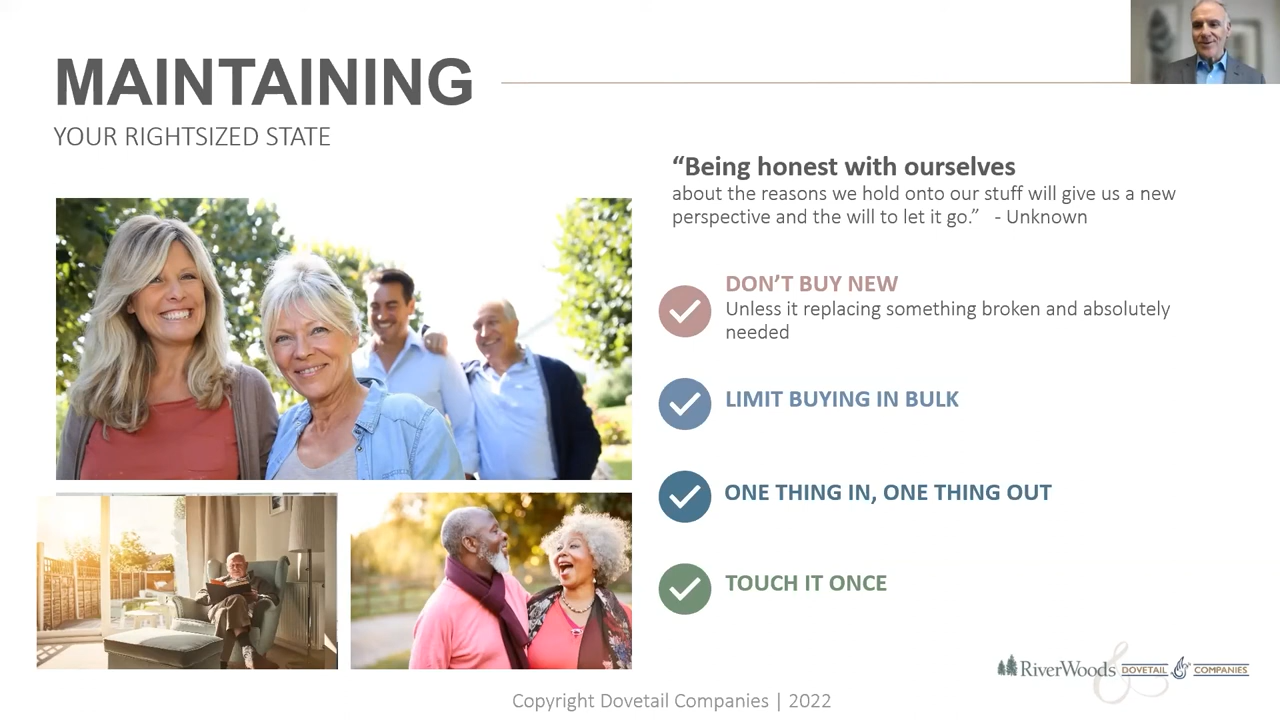 MAINTAINING
YOUR RIGHTSIZED STATE
“Being honest with ourselves
about the reasons we hold onto our stuff will give us a new
perspective and the will to let it go.” - Unknown
DON’T BUY NEW
Unless it replacing something broken and absolutely
needed
LIMIT BUYING IN BULK
ONE THING IN, ONE THING OUT
TOUCH IT ONCE
RiverWoods & DOVETAIL COMPANIES
Copyright Dovetail Companies | 2022